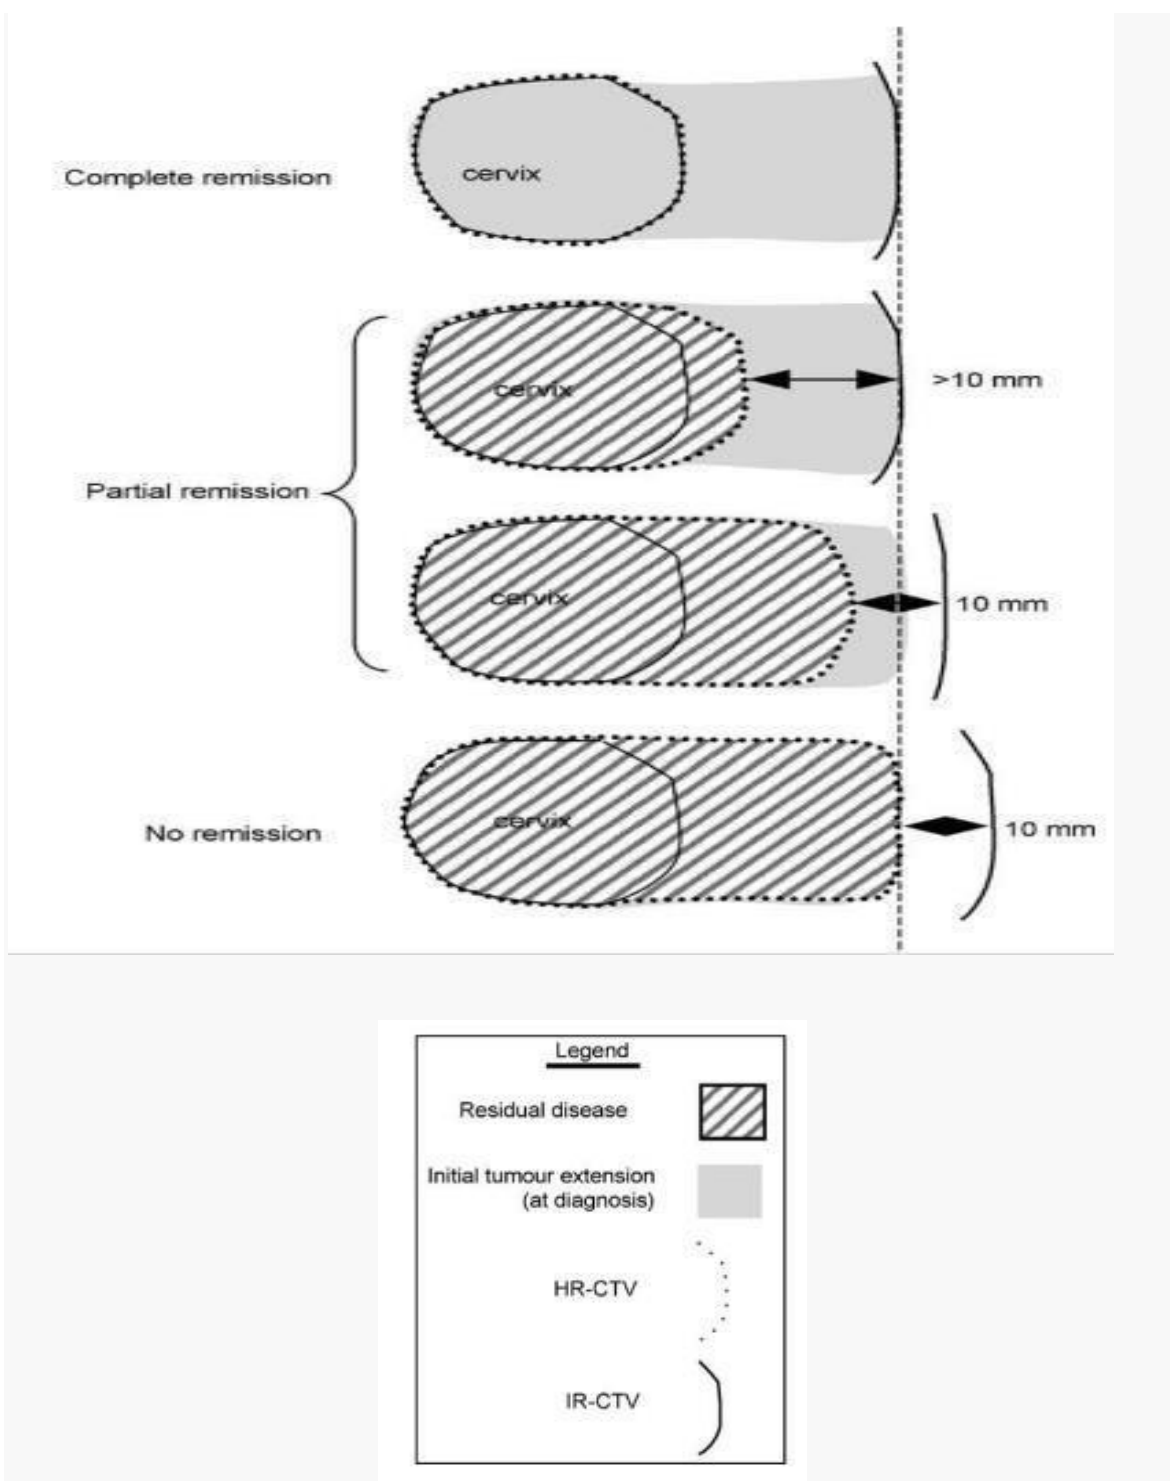 Complete remission
cervix
>10 mm
cervix
Partial remission
cervix
10 mm
No remission
cervix
10 mm
Legend
Residual disease
Initial tumour extension
(at diagnosis)
HR-CTV
IR-CTV